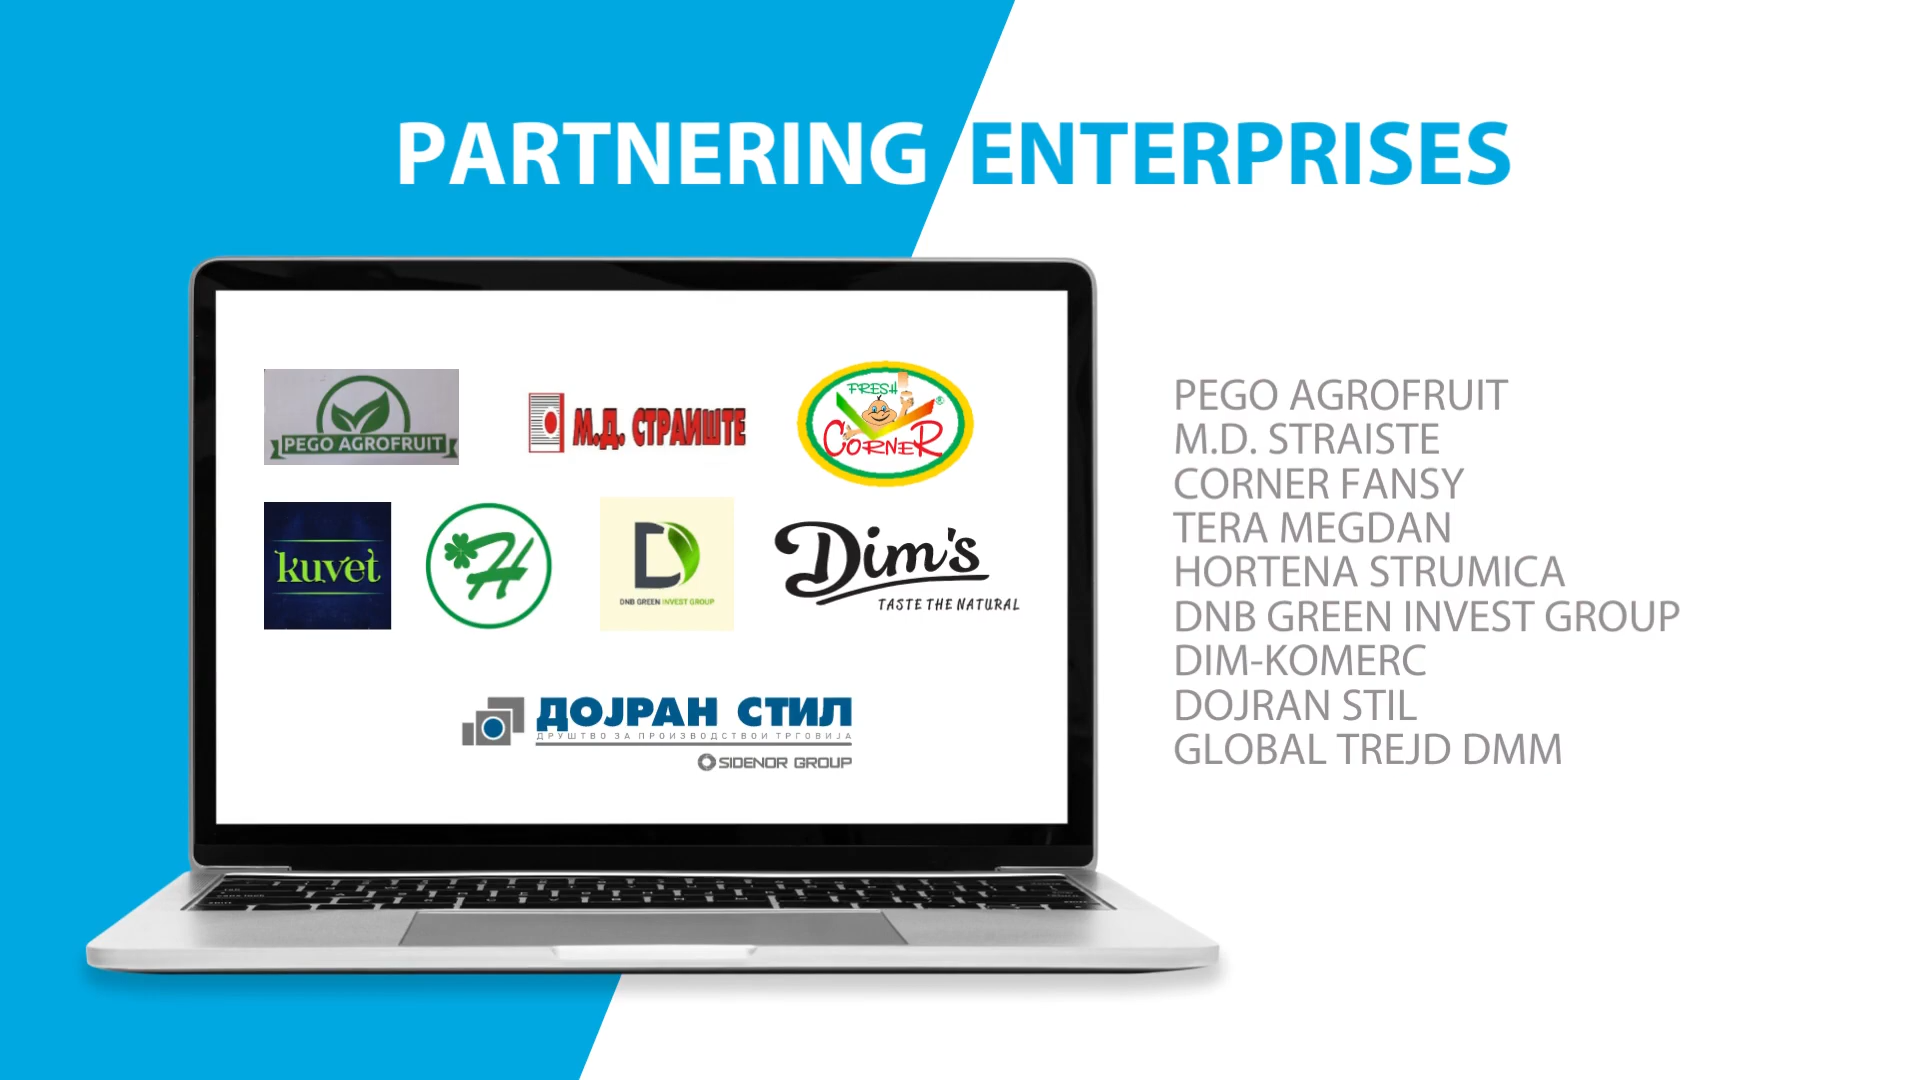 PARTNERING ENTERPRISES
PEGO AGROFRUIT
М.Д. СТРАИШТЕ
FRESH
CORNER
®
kuvet
H
D
DNB GREEN INVEST GROUP
Dim's
TASTE THE NATURAL
ДОЈРАН СТИЛ
ДРУШТВО ЗА ПРОИЗВОДСТВОИ ТРГОВИЈА
SIDENOR GROUP
PEGO AGROFRUIT
M.D. STRAISTE
CORNER FANSY
TERA MEGDAN
HORTENA STRUMICA
DNB GREEN INVEST GROUP
DIM-KOMERC
DOJRAN STIL
GLOBAL TREJD DMM